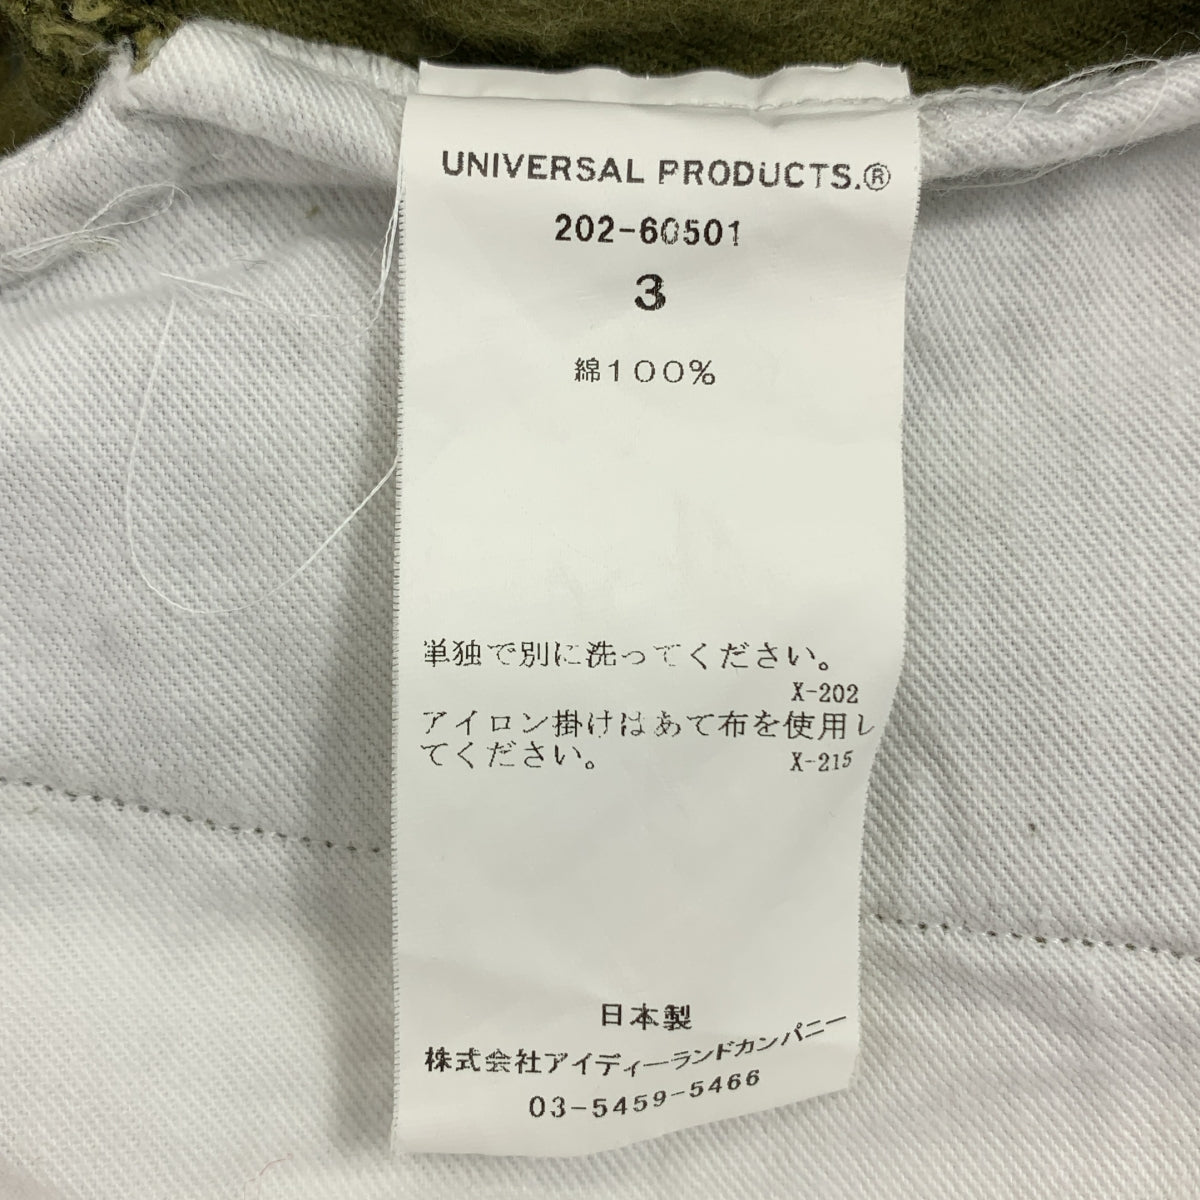 UNIVERSAL PRODUCTS.®
202-60501
3
綿100%
単独で別に洗ってください。
X-202
アイロン掛けはあて布を使用し
てください。
X-215
日本製
株式会社アイディーランドカンパニー
03-5459-5466